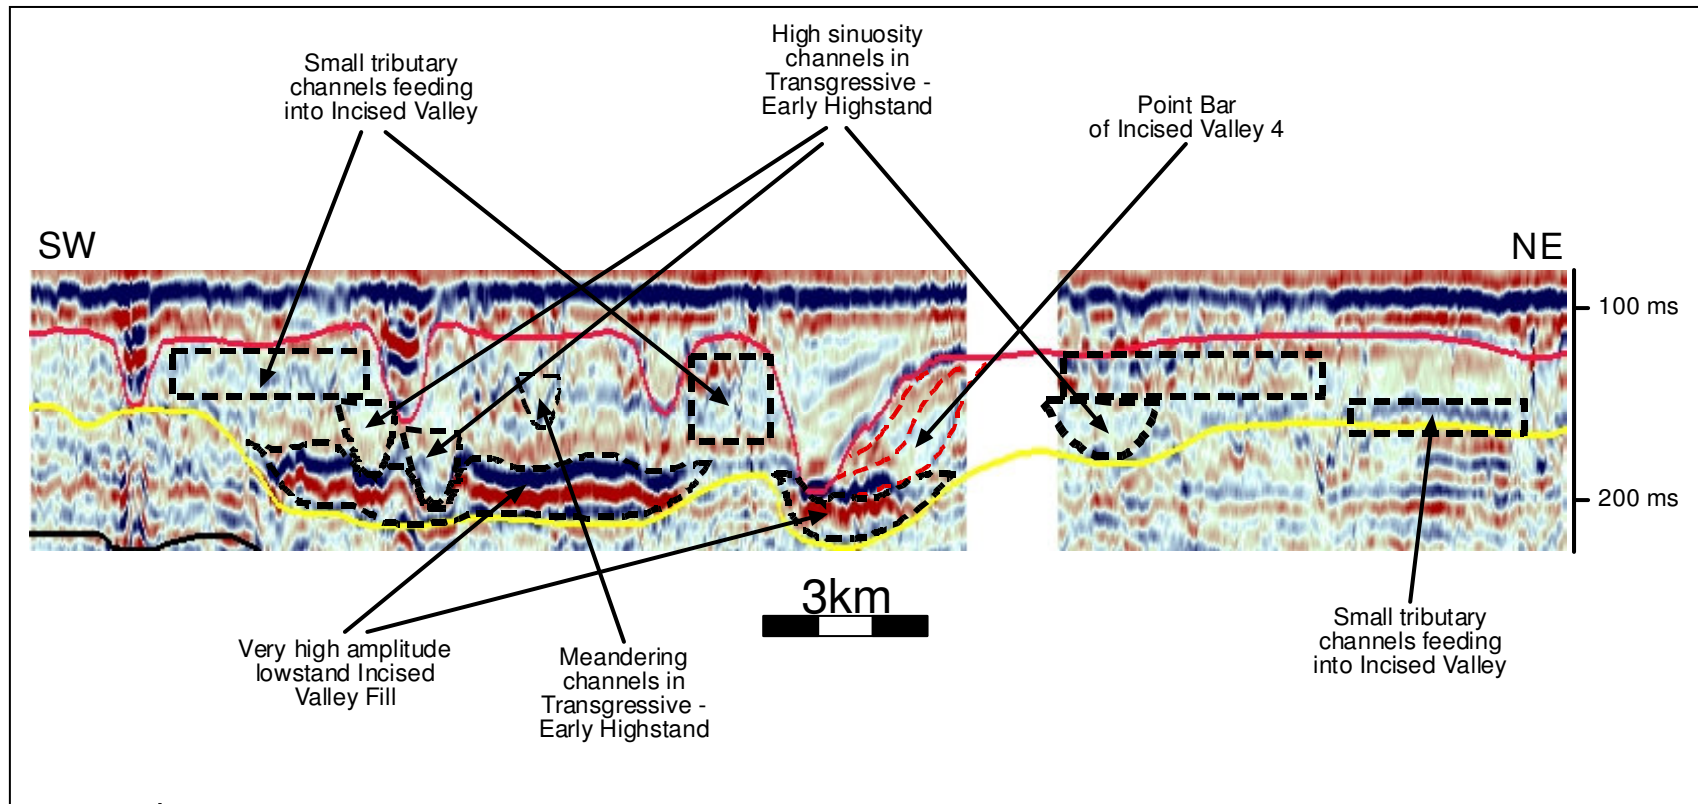 High sinuosity
channels in
Transgressive -
Early Highstand
Small tributary
channels feeding
into Incised Valley
Point Bar
of Incised Valley 4
SW
NE
100 ms
200 ms
3km
Very high amplitude
lowstand Incised
Valley Fill
Meandering
channels in
Transgressive -
Early Highstand
Small tributary
channels feeding
into Incised Valley